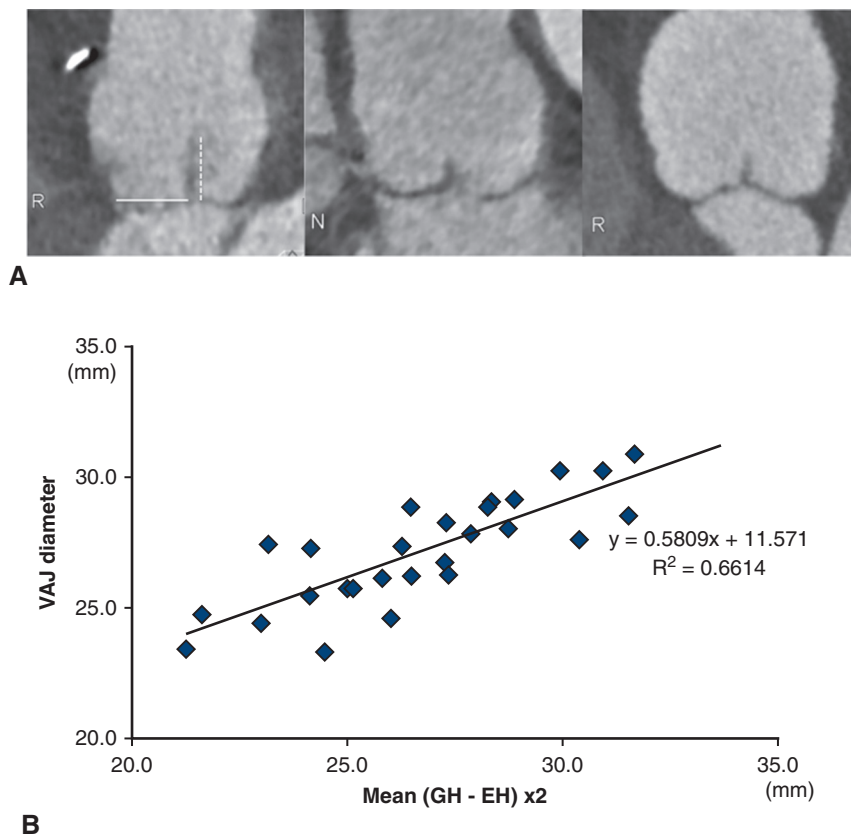 R
N
R
A
35.0
(mm)
30.0
25.0
20.0
VAJ diameter
y = 0.5809x + 11.571
R² = 0.6614
20.0 25.0 30.0 35.0
Mean (GH - EH) x2 (mm)
B